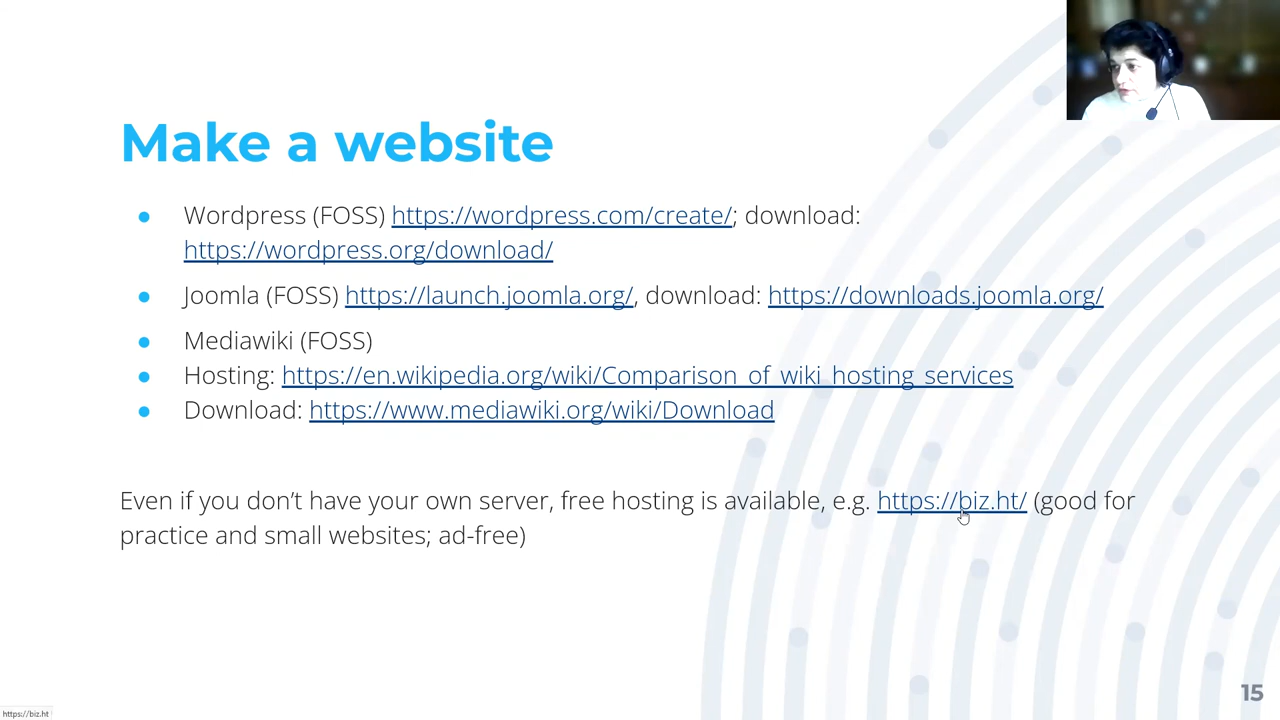 Make a website
● Wordpress (FOSS) https://wordpress.com/create/; download:
https://wordpress.org/download/
● Joomla (FOSS) https://launch.joomla.org/, download: https://downloads.joomla.org/
● Mediawiki (FOSS)
● Hosting: https://en.wikipedia.org/wiki/Comparison_of_wiki_hosting_services
● Download: https://www.mediawiki.org/wiki/Download
Even if you don’t have your own server, free hosting is available, e.g. https://biz.ht/ (good for
practice and small websites; ad-free)
15
https://biz.ht